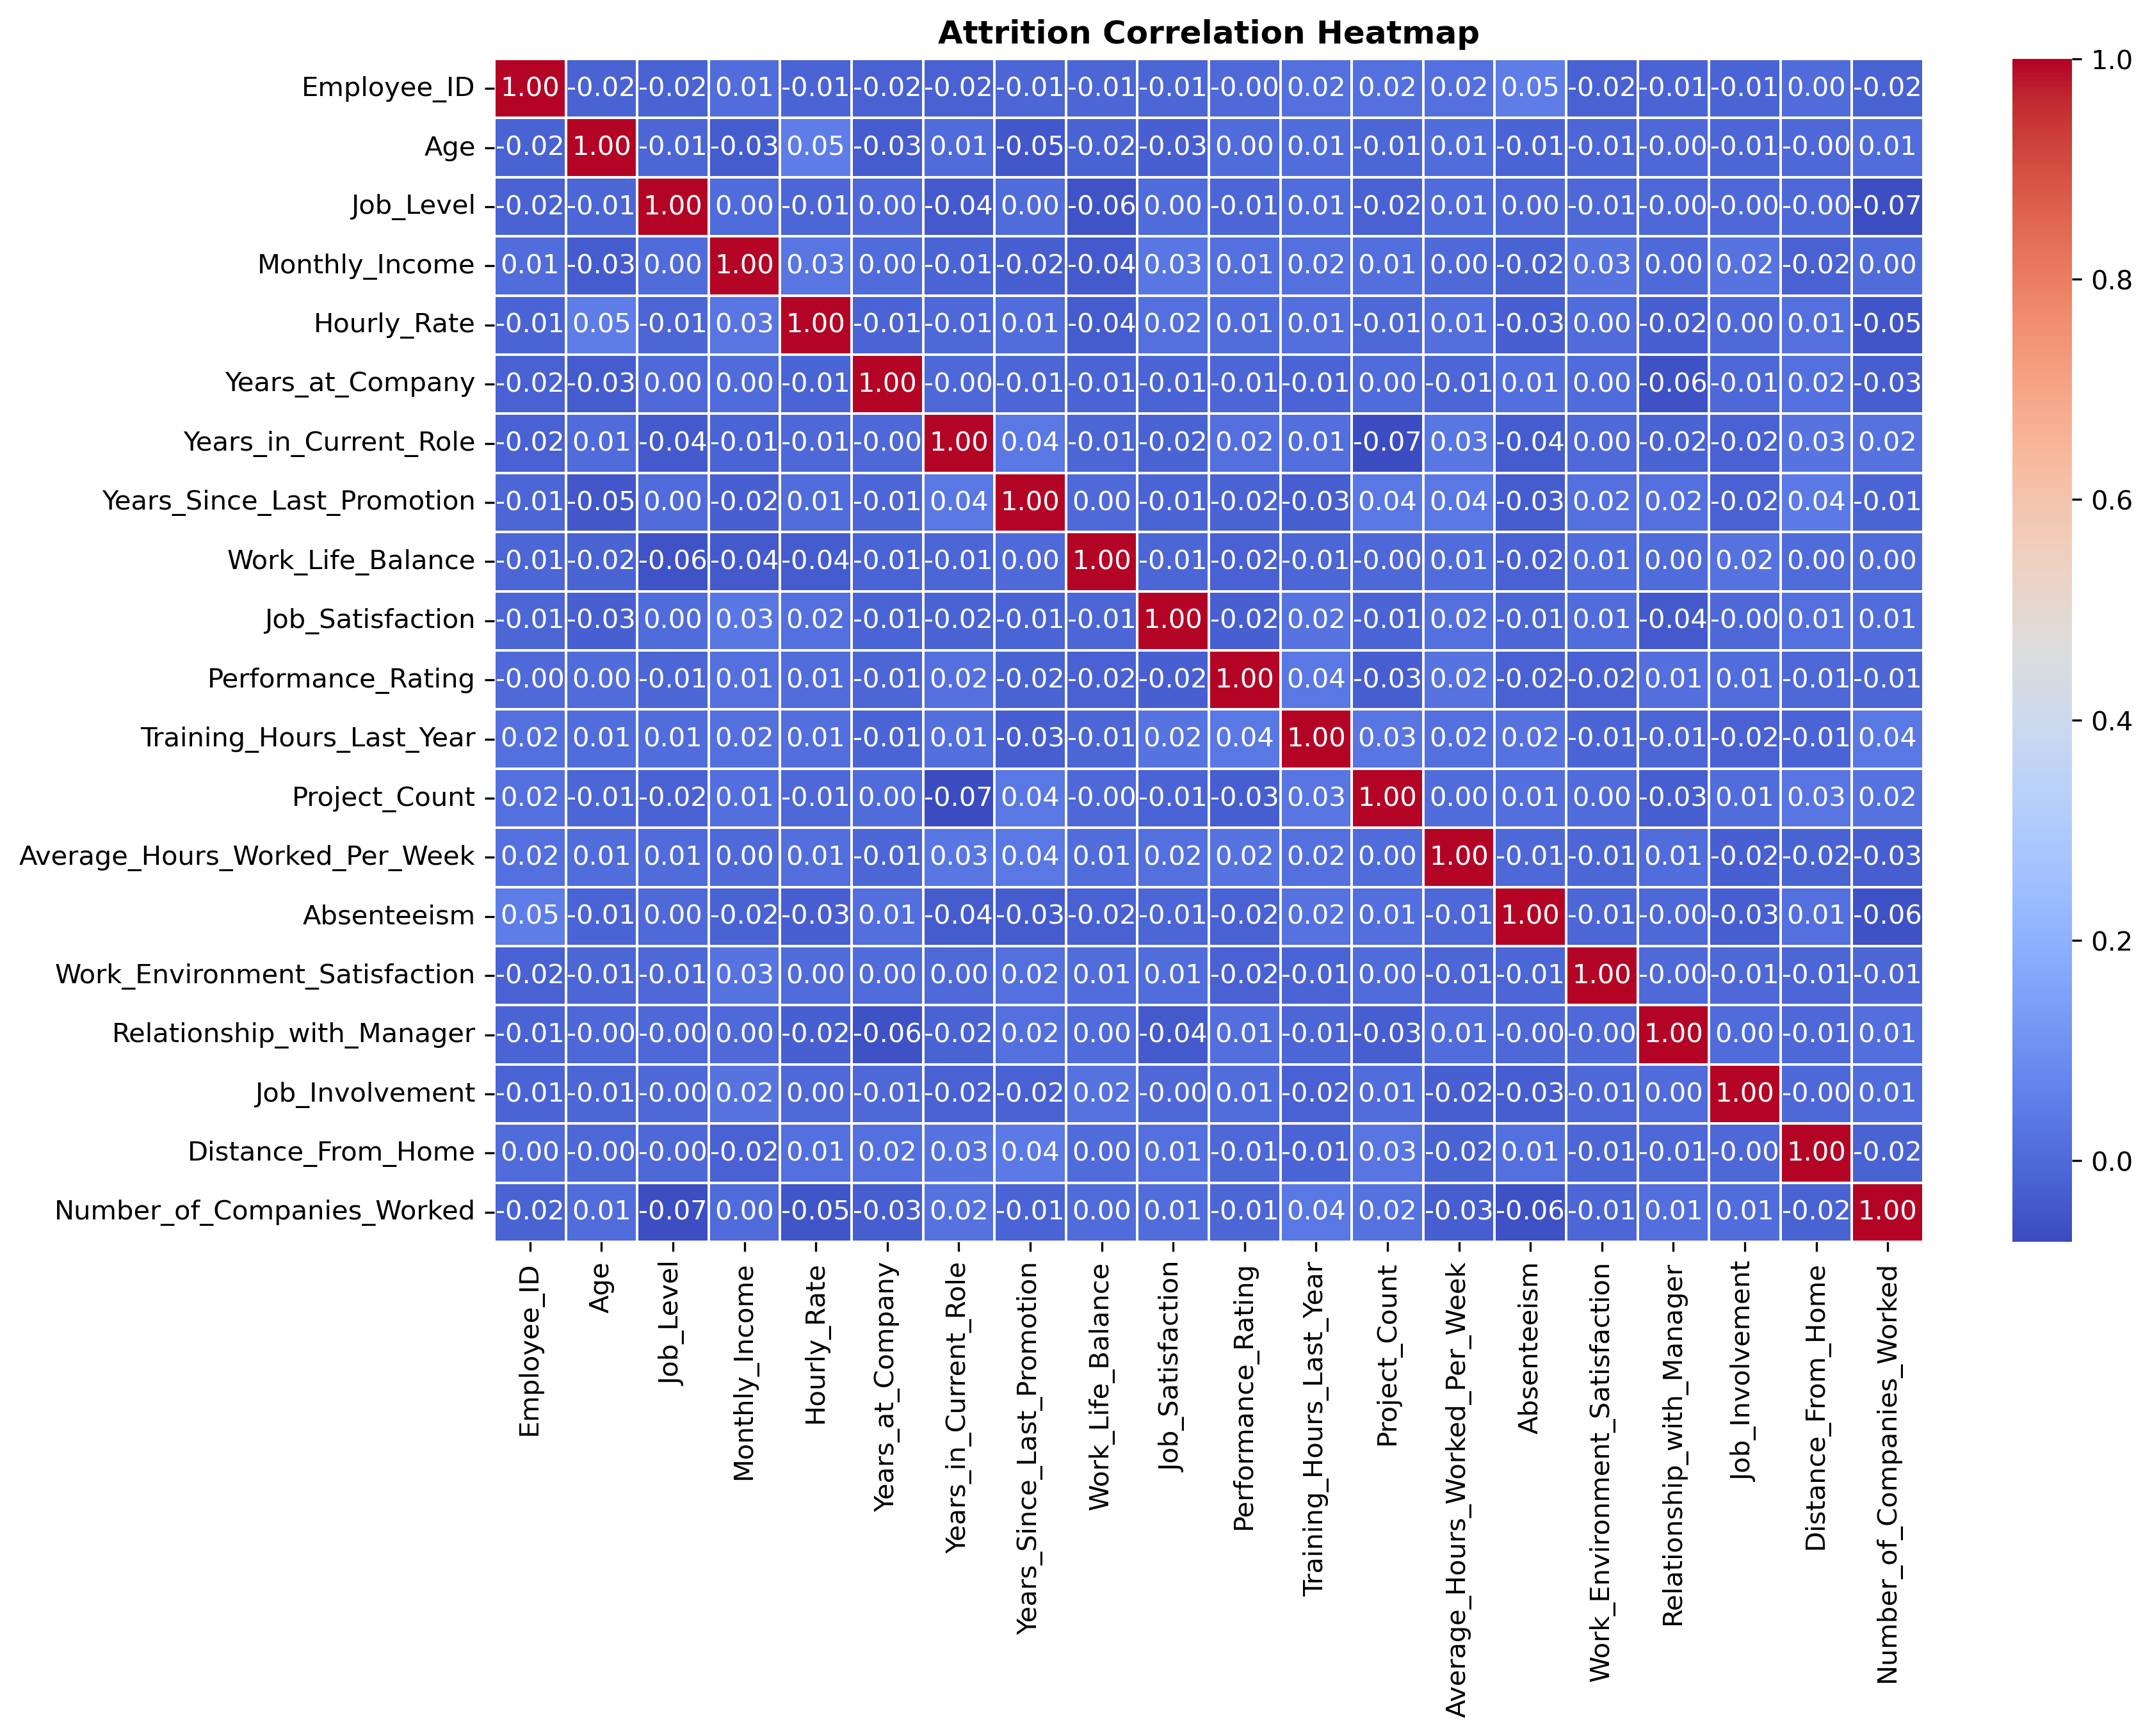 Attrition Correlation Heatmap
Employee_ID 1.00 -0.02 -0.02 0.01 -0.01 -0.02 -0.02 -0.01 -0.01 -0.01 -0.00 0.02 0.02 0.02 0.05 -0.02 -0.01 -0.01 0.00 -0.02
Age -0.02 1.00 -0.01 -0.03 0.05 -0.03 0.01 -0.05 -0.02 -0.03 0.00 0.01 -0.01 0.01 -0.01 -0.01 -0.00 -0.01 -0.00 0.01
Job_Level -0.02 -0.01 1.00 0.00 -0.01 0.00 -0.04 0.00 -0.06 0.00 -0.01 0.01 -0.02 0.01 0.00 -0.01 -0.00 -0.00 -0.00 -0.07
Monthly_Income 0.01 -0.03 0.00 1.00 0.03 0.00 -0.01 -0.02 -0.04 0.03 0.01 0.02 0.01 0.00 -0.02 0.03 0.00 0.02 -0.02 0.00
Hourly_Rate -0.01 0.05 -0.01 0.03 1.00 -0.01 -0.01 0.01 -0.04 0.02 0.01 0.01 -0.01 0.01 -0.03 0.00 -0.02 0.00 0.01 -0.05
Years_at_Company -0.02 -0.03 0.00 0.00 -0.01 1.00 -0.00 -0.01 -0.01 -0.01 -0.01 -0.01 0.00 -0.01 0.01 0.00 -0.06 -0.01 0.02 -0.03
Years_in_Current_Role -0.02 0.01 -0.04 -0.01 -0.01 -0.00 1.00 0.04 -0.01 -0.02 0.02 0.01 -0.07 0.03 -0.04 0.00 -0.02 -0.02 0.03 0.02
Years_Since_Last_Promotion -0.01 -0.05 0.00 -0.02 0.01 -0.01 0.04 1.00 0.00 -0.01 -0.02 -0.03 0.04 0.04 -0.03 0.02 0.02 -0.02 0.04 -0.01
Work_Life_Balance -0.01 -0.02 -0.06 -0.04 -0.04 -0.01 -0.01 0.00 1.00 -0.01 -0.02 -0.01 -0.00 0.01 -0.02 0.01 0.00 0.02 0.00 0.00
Job_Satisfaction -0.01 -0.03 0.00 0.03 0.02 -0.01 -0.02 -0.01 -0.01 1.00 -0.02 0.02 -0.01 0.02 -0.01 0.01 -0.04 -0.00 0.01 0.01
Performance_Rating -0.00 0.00 -0.01 0.01 0.01 -0.01 0.02 -0.02 -0.02 -0.02 1.00 0.04 -0.03 0.02 -0.02 -0.02 0.01 0.01 -0.01 -0.01
Training_Hours_Last_Year 0.02 0.01 0.01 0.02 0.01 -0.01 0.01 -0.03 -0.01 0.02 0.04 1.00 0.03 0.02 0.02 -0.01 -0.01 -0.02 -0.01 0.04
Project_Count 0.02 -0.01 -0.02 0.01 -0.01 0.00 -0.07 0.04 -0.00 -0.01 -0.03 0.03 1.00 0.00 0.01 0.00 -0.03 0.01 0.03 0.02
Average_Hours_Worked_Per_Week 0.02 0.01 0.01 0.00 0.01 -0.01 0.03 0.04 0.01 0.02 0.02 0.02 0.00 1.00 -0.01 -0.01 0.01 -0.02 -0.02 -0.03
Absenteeism 0.05 -0.01 0.00 -0.02 -0.03 0.01 -0.04 -0.03 -0.02 -0.01 -0.02 0.02 0.01 -0.01 1.00 -0.01 -0.00 -0.03 0.01 -0.06
Work_Environment_Satisfaction -0.02 -0.01 -0.01 0.03 0.00 0.00 0.00 0.02 0.01 0.01 -0.02 -0.01 0.00 -0.01 -0.01 1.00 -0.00 -0.01 -0.01 -0.01
Relationship_with_Manager -0.01 -0.00 -0.00 0.00 -0.02 -0.06 -0.02 0.02 0.00 -0.04 0.01 -0.01 -0.03 0.01 -0.00 -0.00 1.00 0.00 -0.01 0.01
Job_Involvement -0.01 -0.01 -0.00 0.02 0.00 -0.01 -0.02 -0.02 0.02 -0.00 0.01 -0.02 0.01 -0.02 -0.03 -0.01 0.00 1.00 -0.00 0.01
Distance_From_Home 0.00 -0.00 -0.00 -0.02 0.01 0.02 0.03 0.04 0.00 0.01 -0.01 -0.01 0.03 -0.02 0.01 -0.01 -0.01 -0.00 1.00 -0.02
Number_of_Companies_Worked -0.02 0.01 -0.07 0.00 -0.05 -0.03 0.02 -0.01 0.00 0.01 -0.01 0.04 0.02 -0.03 -0.06 -0.01 0.01 0.01 -0.02 1.00
Employee_ID
Age
Job_Level
Monthly_Income
Hourly_Rate
Years_at_Company
Years_in_Current_Role
Years_Since_Last_Promotion
Work_Life_Balance
Job_Satisfaction
Performance_Rating
Training_Hours_Last_Year
Project_Count
Average_Hours_Worked_Per_Week
Absenteeism
Work_Environment_Satisfaction
Relationship_with_Manager
Job_Involvement
Distance_From_Home
Number_of_Companies_Worked
1.0
0.8
0.6
0.4
0.2
0.0